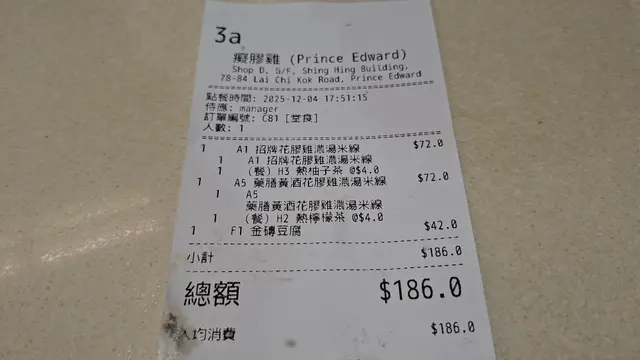 3a
癡膠雞 (Prince Edward)
Shop D, G/F, Shing Hing Building,
78-84 Lai Chi Kok Road, Prince Edward
點餐時間: 2025-12-04 17:51:15
侍應: manager
訂單編號: C81 [堂食]
人數: 1
1 A1 招牌花膠雞濃湯米線 $72.0
1 A1 招牌花膠雞濃湯米線
1 (餐) H3 熱柚子茶 @$4.0
1 A5 藥膳黃酒花膠雞濃湯米線 $72.0
1 A5
藥膳黃酒花膠雞濃湯米線
1 (餐) H2 熱檸檬茶 @$4.0
1 F1 金磚豆腐 $42.0
小計 $186.0
總額 $186.0
人均消費 $186.0